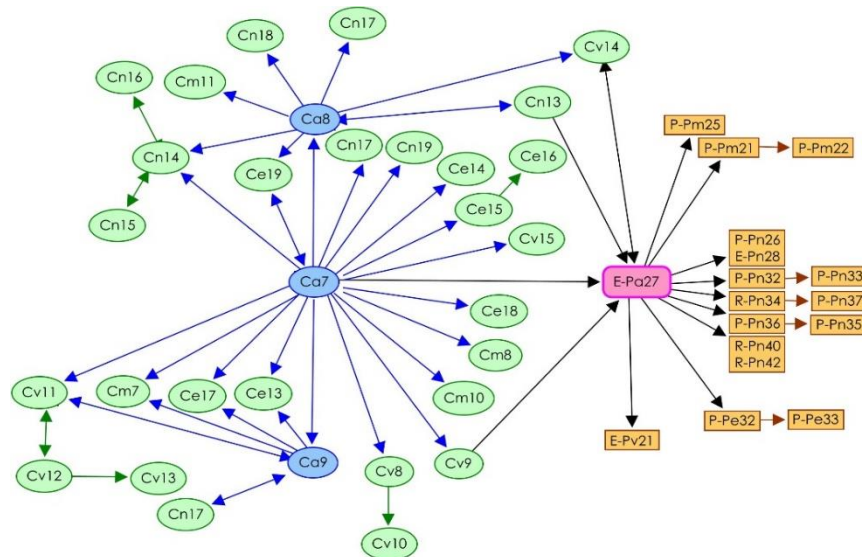 Cn18
Cn17
Cv14
Cn16
Cm11
Ca8
Cn13
P-Pm25
Cn14
Ce19
Cn17
Cn19
Ce14
Ce16
P-Pm21
P-Pm22
Cn15
Ce15
Cv15
P-Pn26
E-Pn28
Ca7
E-Pa27
P-Pn32
P-Pn33
R-Pn34
P-Pn37
Ce18
P-Pn36
P-Pn35
Cm8
R-Pn40
R-Pn42
Cv11
Cm7
Ce17
Ce13
Cm10
P-Pe32
P-Pe33
E-Pv21
Cv12
Cv13
Ca9
Cv8
Cv9
Cn17
Cv10